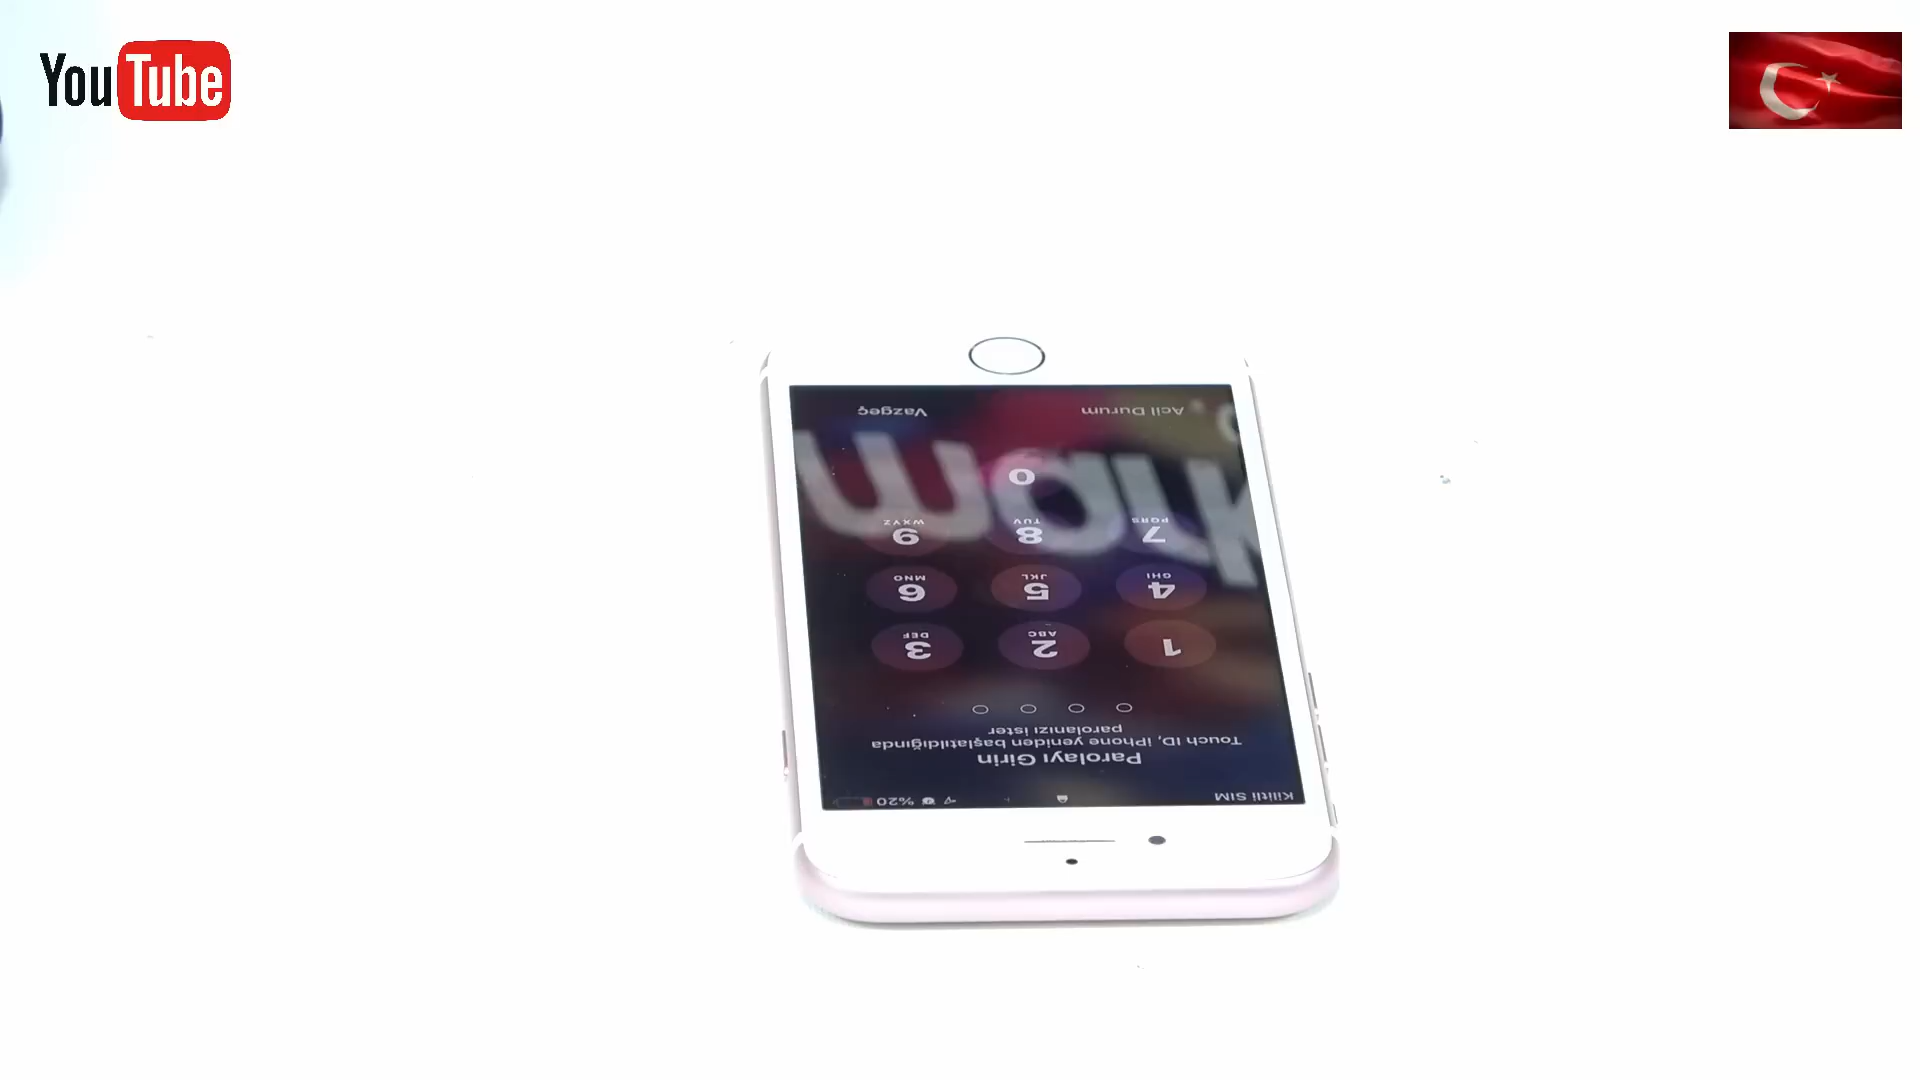 YouTube
Kilitli SIM
%20
Parolayı Girin
Touch ID, iPhone yeniden başlatıldığında
parolanızı ister
1
2
ABC
3
DEF
4
GHI
5
JKL
6
MNO
7
PQRS
8
TUV
9
WXYZ
0
Acil Durum
Vazgeç